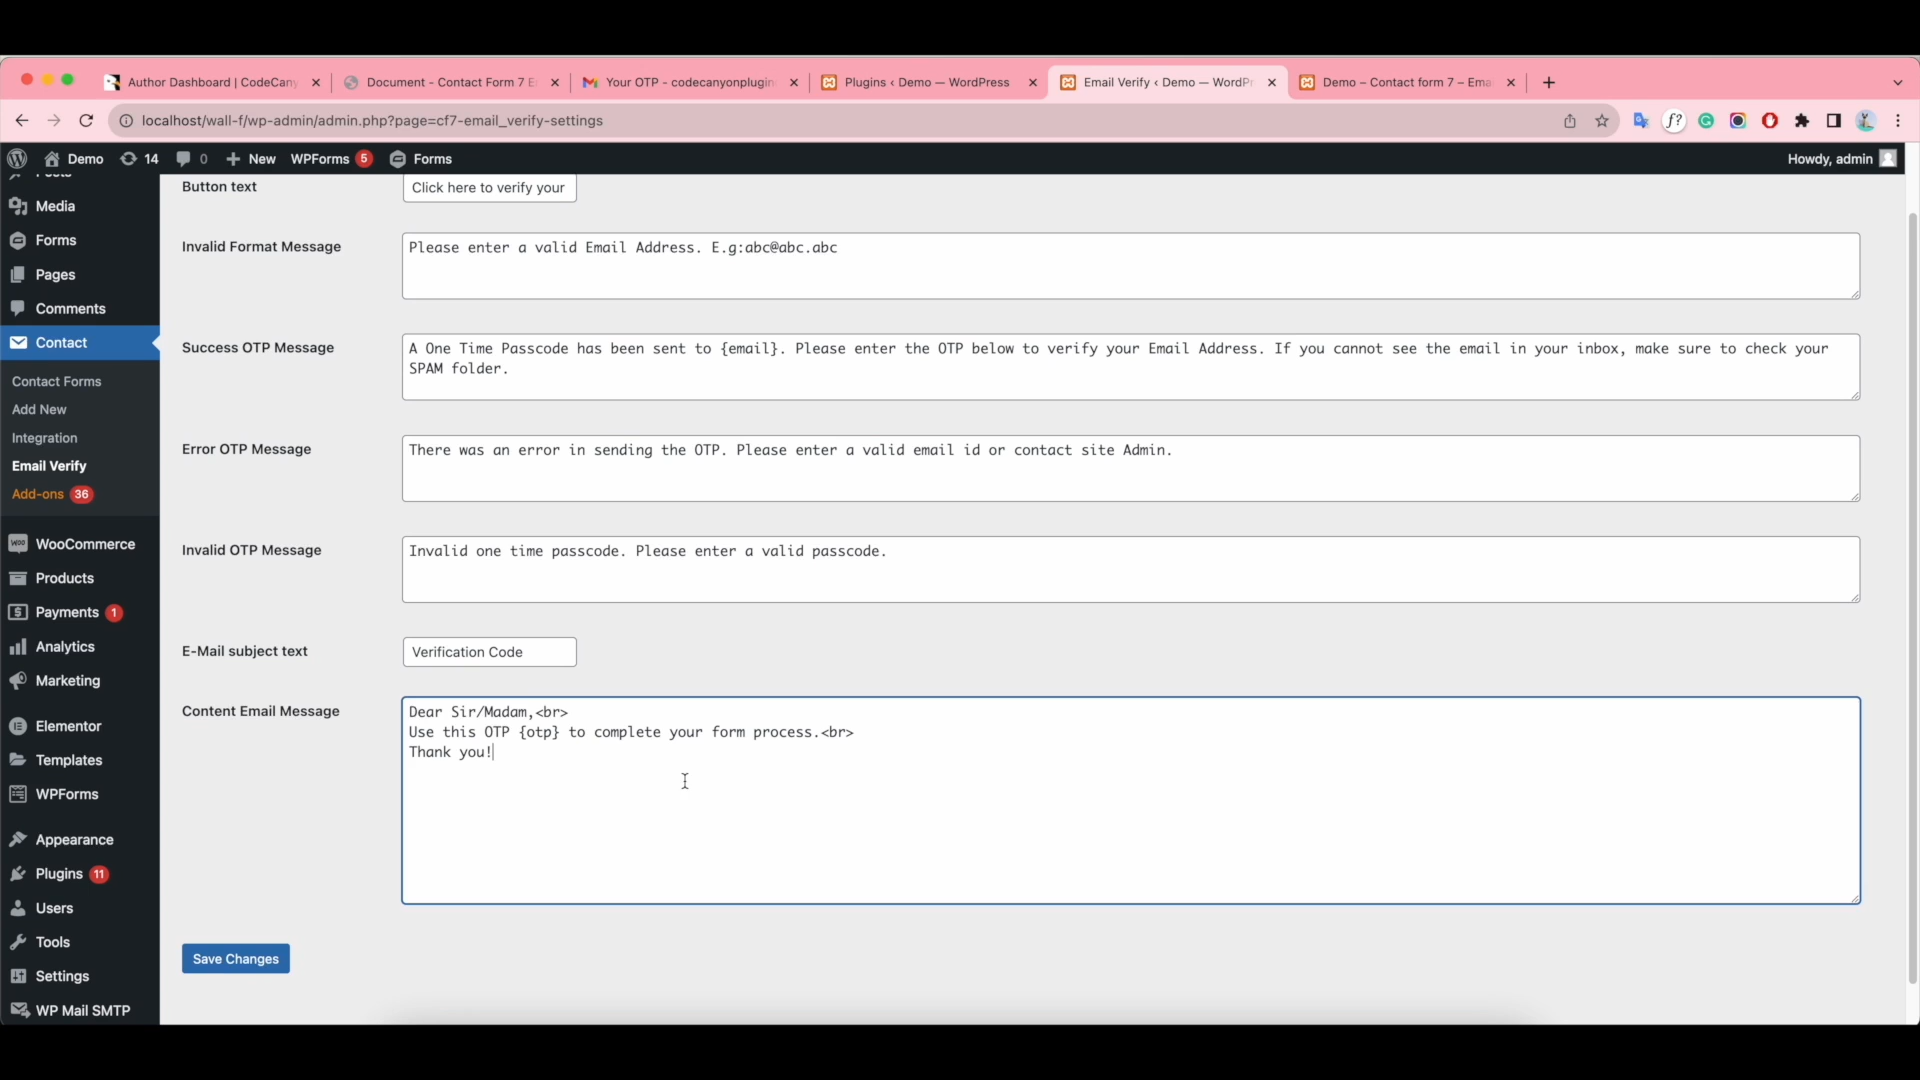 Author Dashboard | CodeCany
Document - Contact Form 7 E
Your OTP - codecanyonplugin
Plugins ‹ Demo — WordPress
Email Verify ‹ Demo — WordPr
Demo – Contact form 7 – Ema
localhost/wall-f/wp-admin/admin.php?page=cf7-email_verify-settings
Demo 14 0 New WPForms 5 Forms
Howdy, admin
Posts
Media
Forms
Pages
Comments
Contact
Contact Forms
Add New
Integration
Email Verify
Add-ons 36
WooCommerce
Products
Payments 1
Analytics
Marketing
Elementor
Templates
WPForms
Appearance
Plugins 11
Users
Tools
Settings
WP Mail SMTP
Button text
Click here to verify your
Invalid Format Message
Please enter a valid Email Address. E.g:abc@abc.abc
Success OTP Message
A One Time Passcode has been sent to {email}. Please enter the OTP below to verify your Email Address. If you cannot see the email in your inbox, make sure to check your
SPAM folder.
Error OTP Message
There was an error in sending the OTP. Please enter a valid email id or contact site Admin.
Invalid OTP Message
Invalid one time passcode. Please enter a valid passcode.
E-Mail subject text
Verification Code
Content Email Message
Dear Sir/Madam,<br>
Use this OTP {otp} to complete your form process.<br>
Thank you!
Save Changes